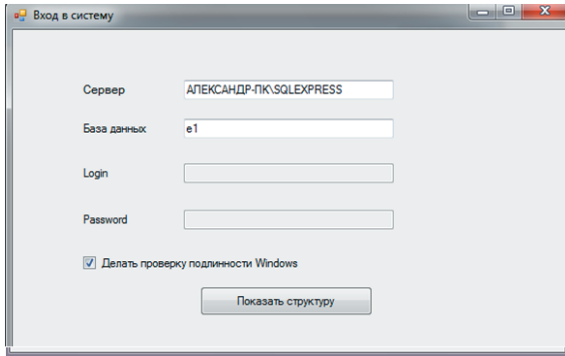 Вход в систему
Сервер АЛЕКСАНДР-ПК\SQLEXPRESS
База данных e1
Login
Password
Делать проверку подлинности Windows
Показать структуру